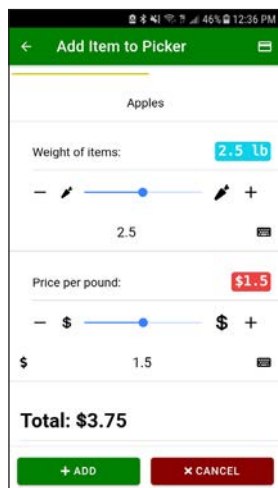 46% 12:36 PM
Add Item to Picker
Apples
Weight of items: 2.5 lb
2.5
Price per pound: $1.5
$ $
$ 1.5
Total: $3.75
+ ADD × CANCEL